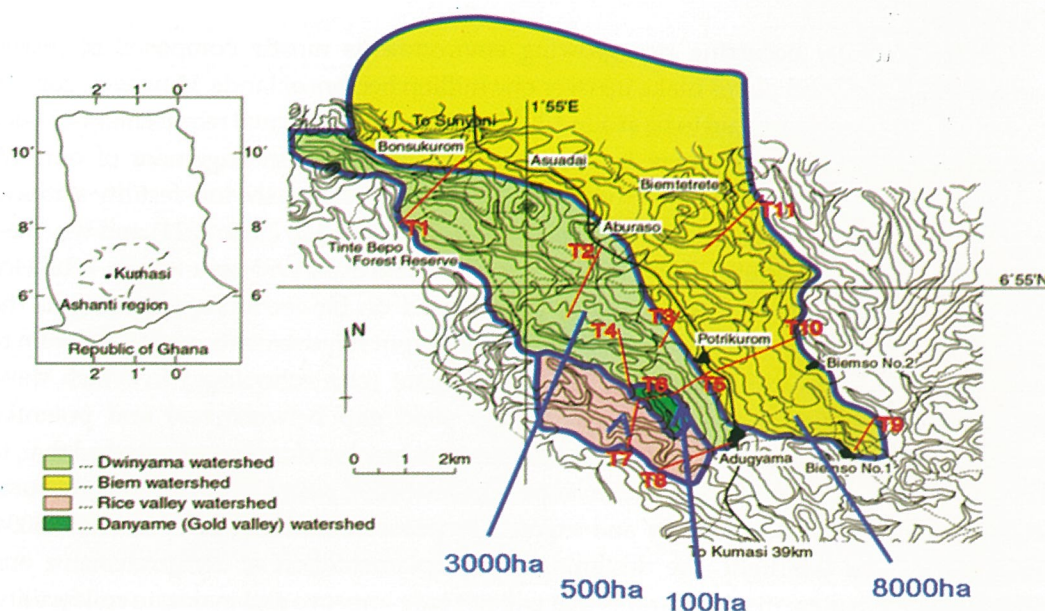 2´ 1´ 0´
10´ 10´
8´ 8´
6´ 6´
Kumasi
Ashanti region
Republic of Ghana
2´ 1´ 0´
1´55'E
To Sunyani
Bonsukurom
Asuadai
Biemtetrete
T11
T1
Aburaso
Tinte Bepo
Forest Reserve
T2
6´55'N
N
T4
T3
T10
Potrikurom
Biemso No.2
T6
T5
T9
T7
Adugyama
Biemso No.1
T8
0 1 2km
... Dwinyama watershed
... Biem watershed
... Rice valley watershed
... Danyame (Gold valley) watershed
To Kumasi 39km
3000ha
500ha
100ha
8000ha